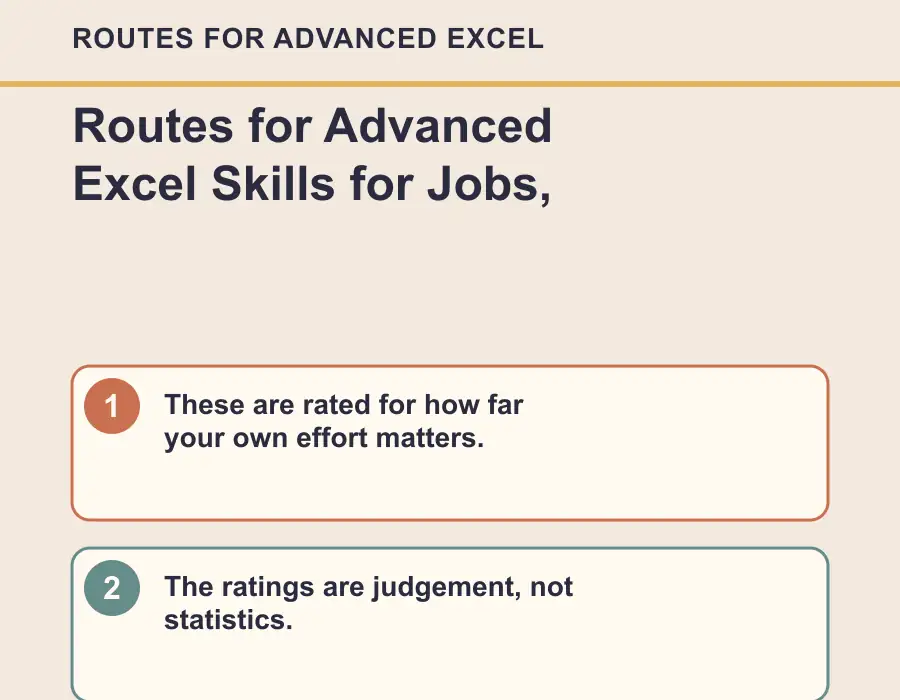 ROUTES FOR ADVANCED EXCEL
Routes for Advanced
Excel Skills for Jobs,
1
These are rated for how far
your own effort matters.
2
The ratings are judgement, not
statistics.